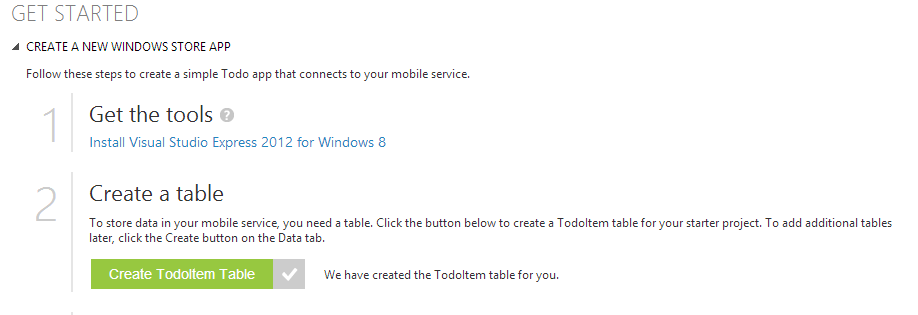 GET STARTED
CREATE A NEW WINDOWS STORE APP
Follow these steps to create a simple Todo app that connects to your mobile service.
1 Get the tools ?
Install Visual Studio Express 2012 for Windows 8
2 Create a table
To store data in your mobile service, you need a table. Click the button below to create a TodoItem table for your starter project. To add additional tables
later, click the Create button on the Data tab.
Create TodoItem Table We have created the TodoItem table for you.